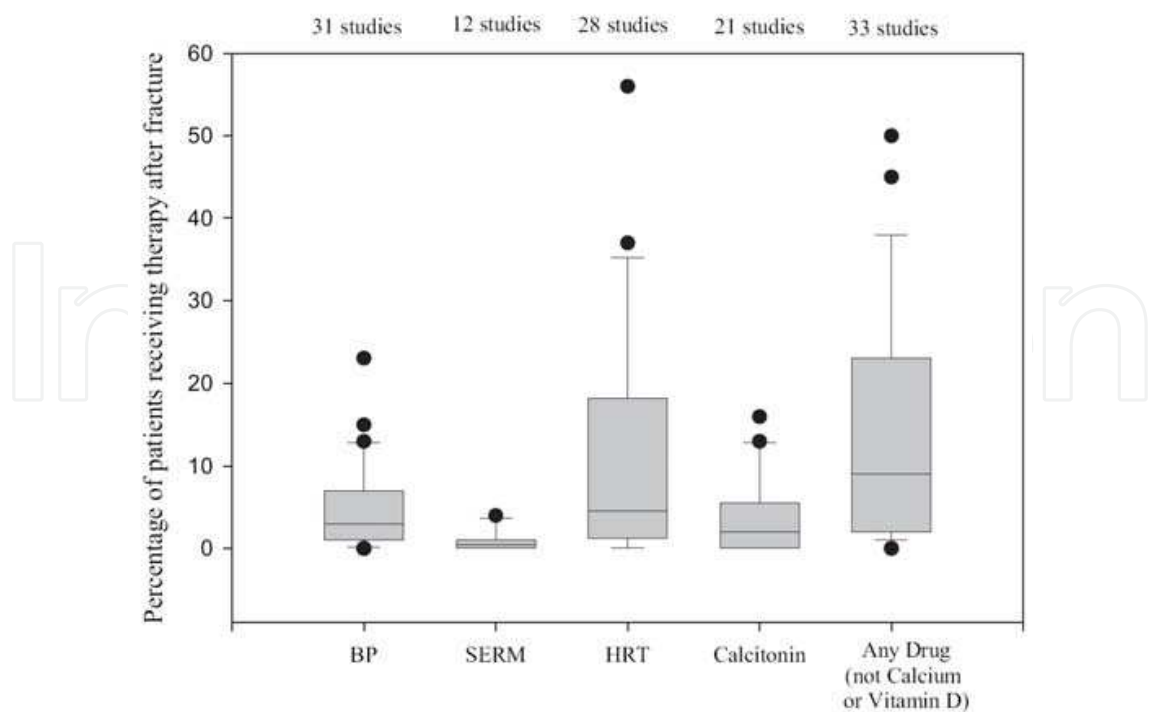 31 studies 12 studies 28 studies 21 studies 33 studies
Percentage of patients receiving therapy after fracture
60
50
40
30
20
10
0
BP SERM HRT Calcitonin Any Drug
(not Calcium
or Vitamin D)